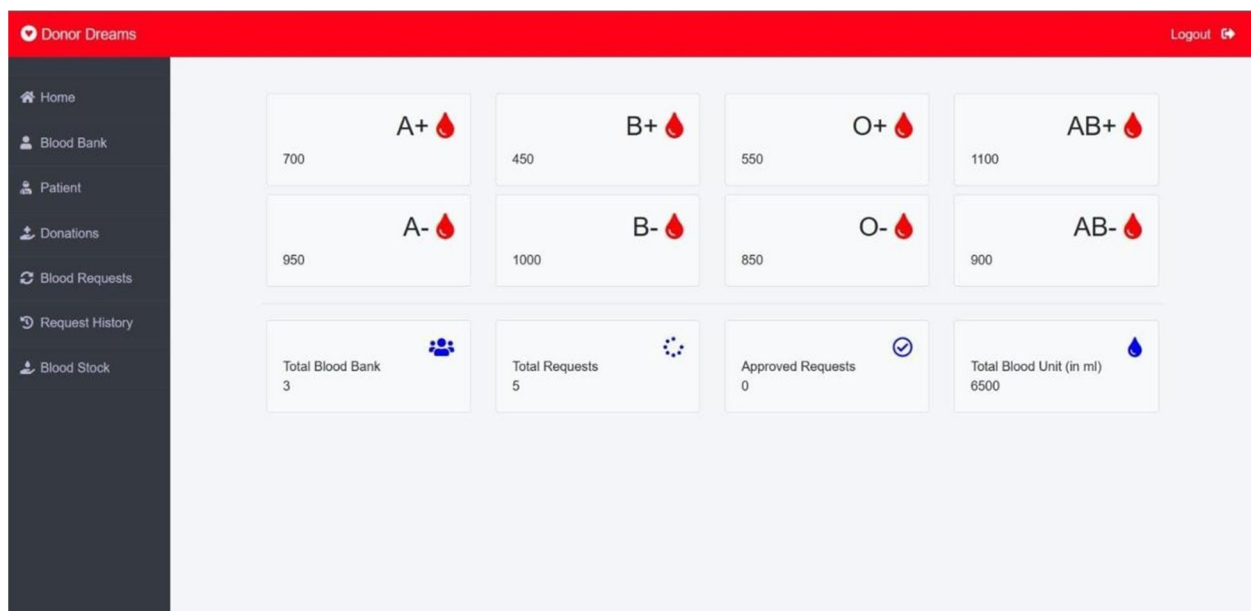 Donor Dreams
Logout
Home
Blood Bank
Patient
Donations
Blood Requests
Request History
Blood Stock
A+
700
B+
450
O+
550
AB+
1100
A-
950
B-
1000
O-
850
AB-
900
Total Blood Bank
3
Total Requests
5
Approved Requests
0
Total Blood Unit (in ml)
6500